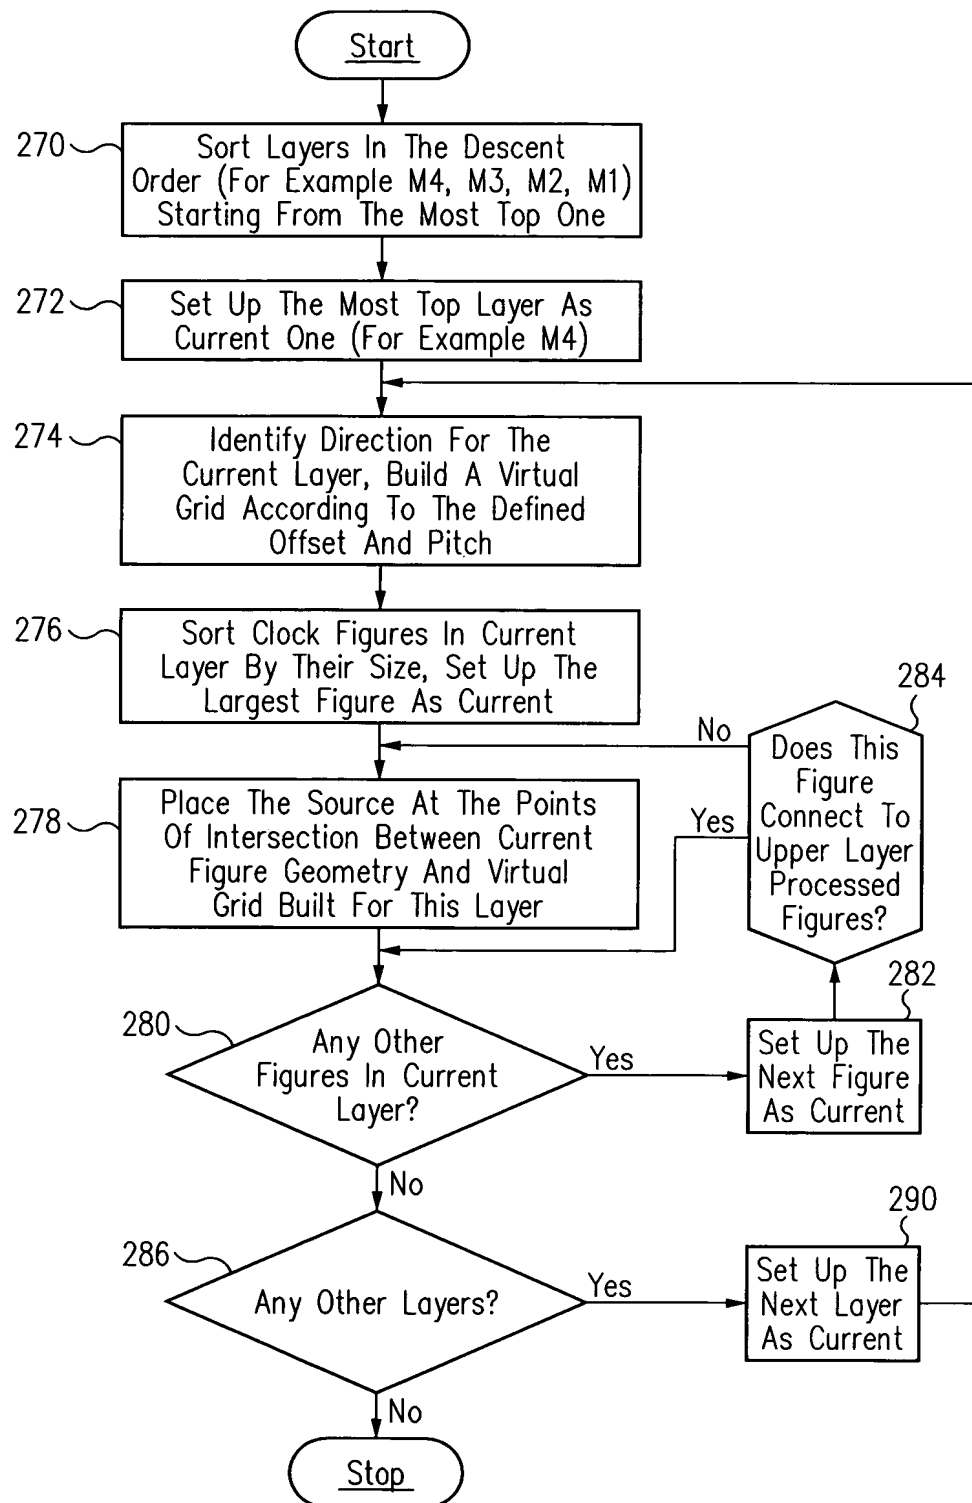 Start
270
Sort Layers In The Descent
Order (For Example M4, M3, M2, M1)
Starting From The Most Top One
272
Set Up The Most Top Layer As
Current One (For Example M4)
274
Identify Direction For The
Current Layer, Build A Virtual
Grid According To The Defined
Offset And Pitch
276
Sort Clock Figures In Current
Layer By Their Size, Set Up The
Largest Figure As Current
284
No
Does This
Figure
Connect To
Upper Layer
Processed
Figures?
Yes
278
Place The Source At The Points
Of Intersection Between Current
Figure Geometry And Virtual
Grid Built For This Layer
282
280
Any Other
Figures In Current
Layer?
Yes
Set Up The
Next Figure
As Current
No
290
286
Any Other Layers?
Yes
Set Up The
Next Layer
As Current
No
Stop